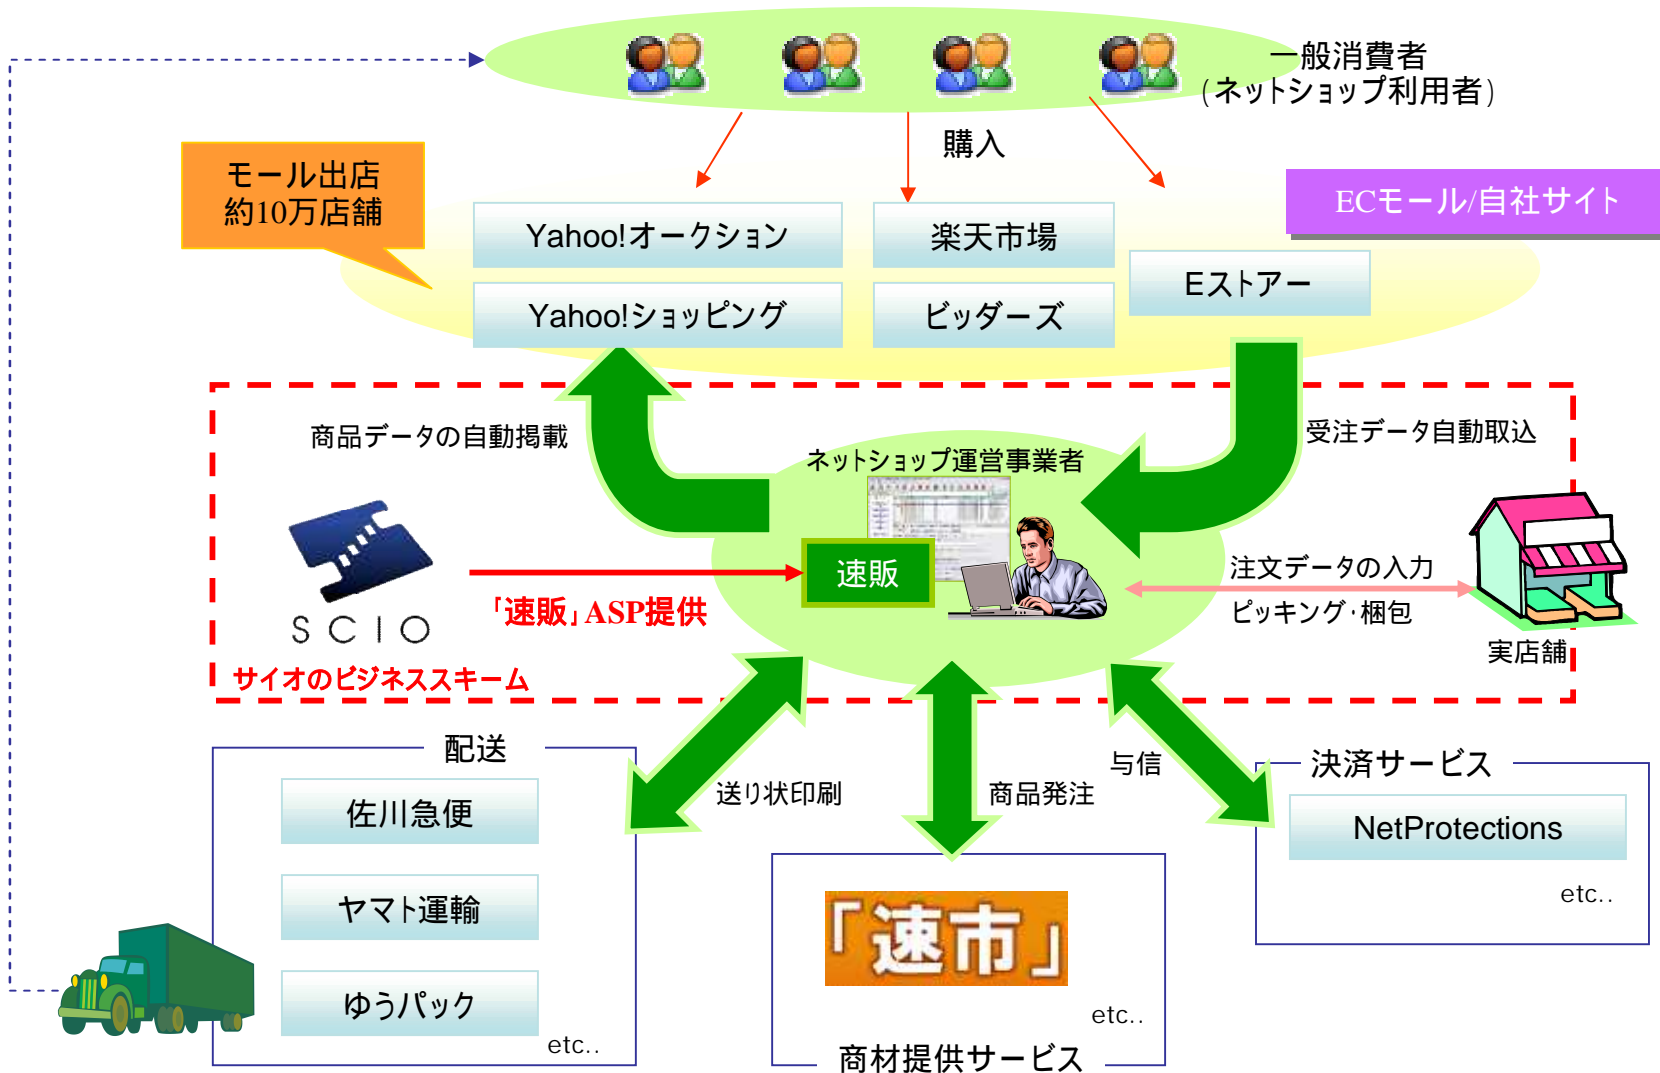 一般消費者
(ネットショップ利用者)
購入
モール出店
約10万店舗
ECモール/自社サイト
Yahoo!オークション
楽天市場
Eストアー
Yahoo!ショッピング
ビッダーズ
商品データの自動掲載
受注データ自動取込
ネットショップ運営事業者
速販
SCIO
「速販」ASP提供
注文データの入力
ピッキング・梱包
実店舗
サイオのビジネススキーム
配送
送り状印刷
商品発注
与信
決済サービス
佐川急便
ヤマト運輸
ゆうパック
etc..
「速市」
etc..
商材提供サービス
NetProtections
etc..